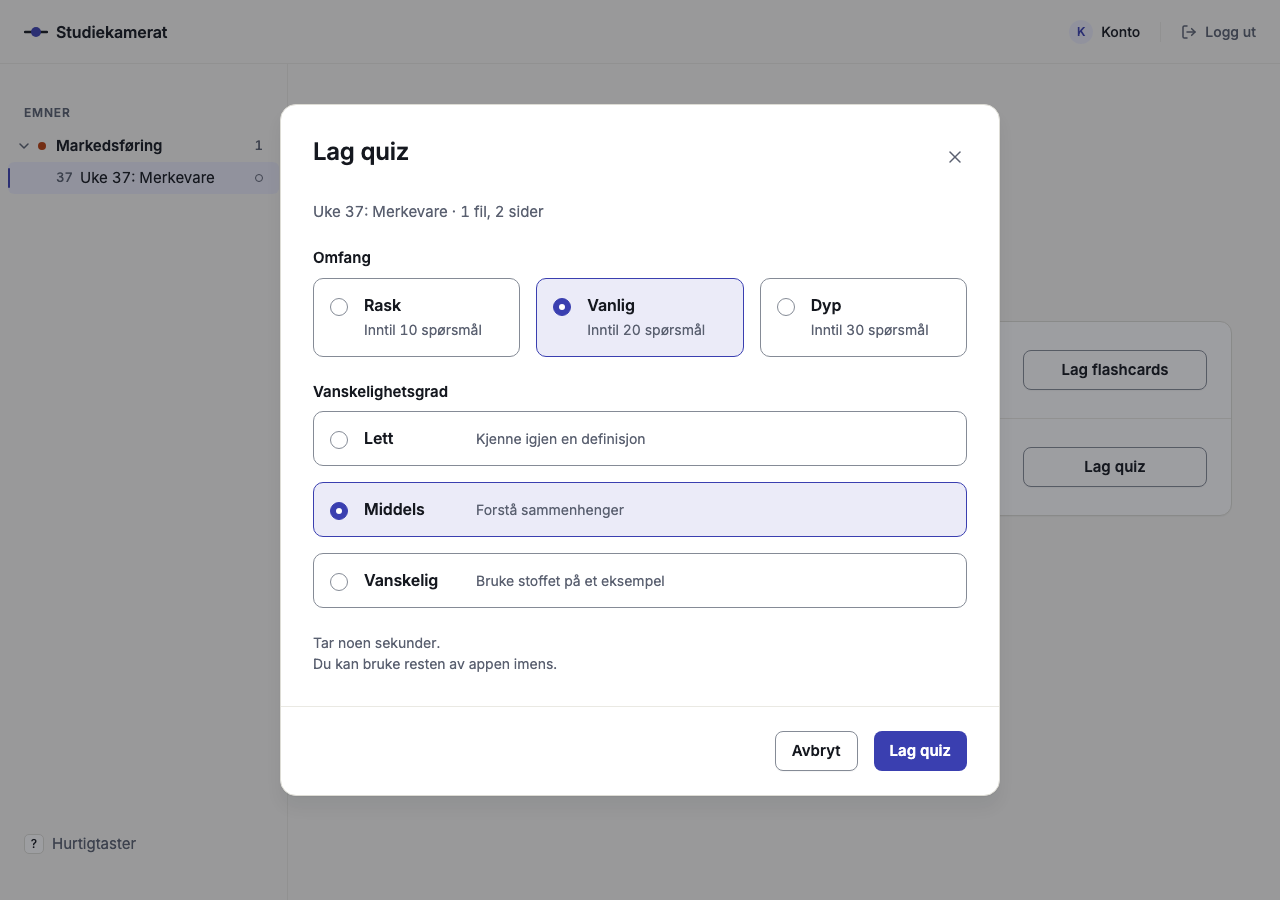 Studiekamerat
K Konto
Logg ut
EMNER
Markedsføring 1
37 Uke 37: Merkevare
Lag quiz
Uke 37: Merkevare · 1 fil, 2 sider
Omfang
Rask
Inntil 10 spørsmål
Vanlig
Inntil 20 spørsmål
Dyp
Inntil 30 spørsmål
Vanskelighetsgrad
Lett Kjenne igjen en definisjon
Middels Forstå sammenhenger
Vanskelig Bruke stoffet på et eksempel
Tar noen sekunder.
Du kan bruke resten av appen imens.
Avbryt Lag quiz
Lag flashcards
Lag quiz
? Hurtigtaster